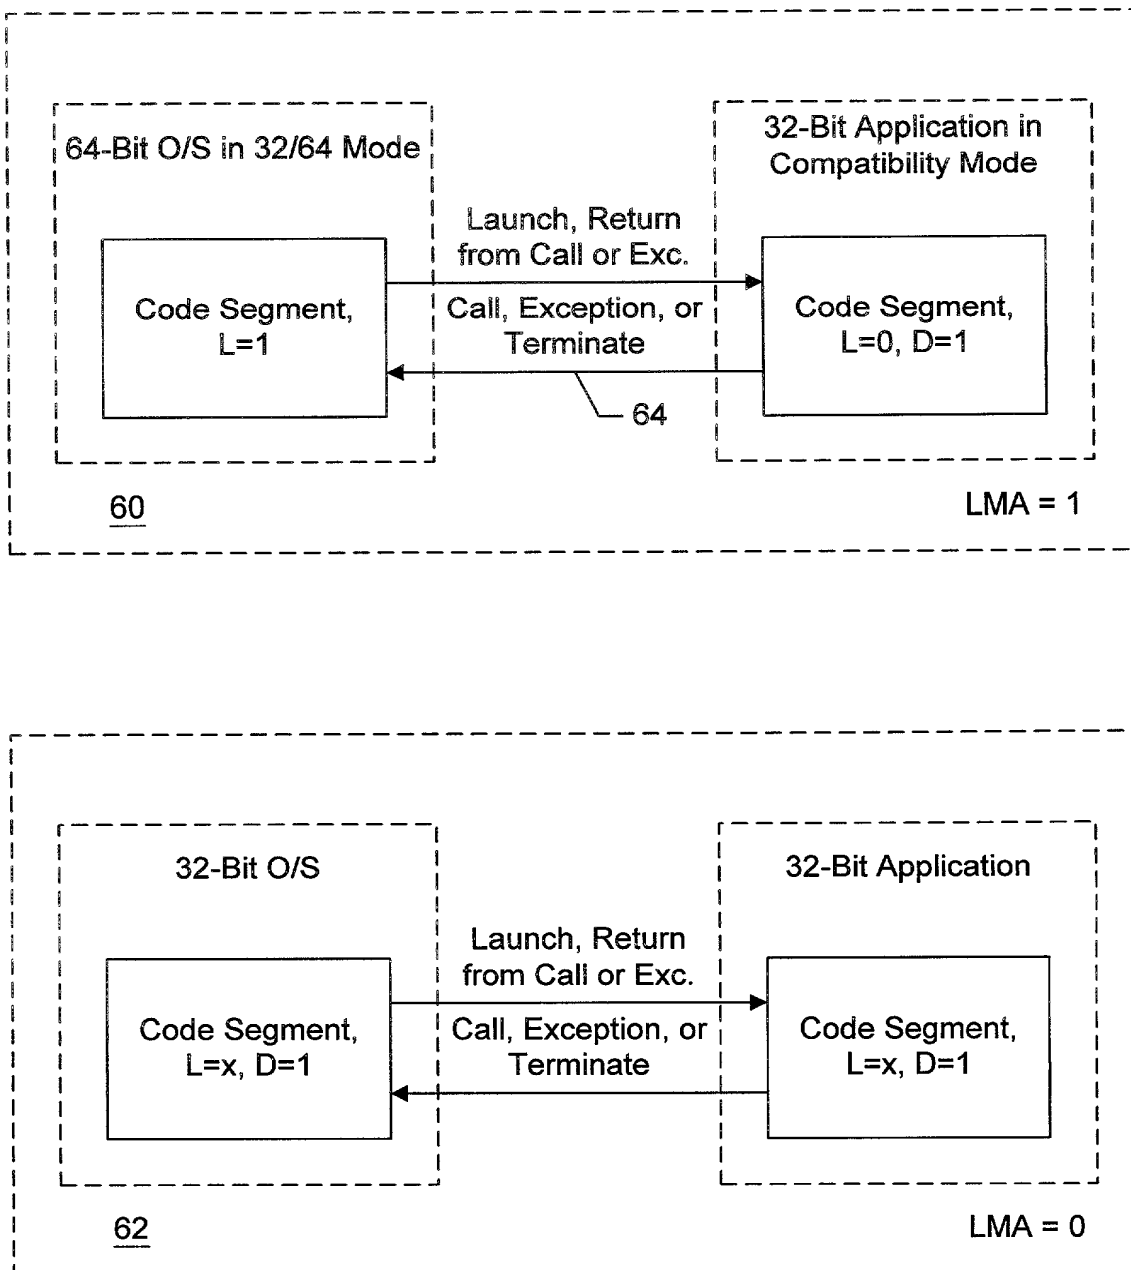 64-Bit O/S in 32/64 Mode
32-Bit Application in
Compatibility Mode
Launch, Return
from Call or Exc.
Code Segment,
L=1
Call, Exception, or
Terminate
Code Segment,
L=0, D=1
64
60
LMA = 1
32-Bit O/S
32-Bit Application
Launch, Return
from Call or Exc.
Code Segment,
L=x, D=1
Call, Exception, or
Terminate
Code Segment,
L=x, D=1
62
LMA = 0